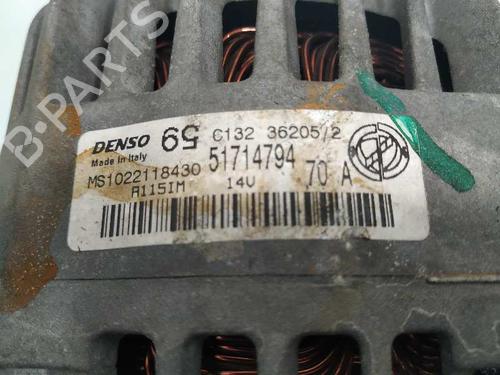 DENSO 59 C132 36205/2
Made in Italy 51714794
MS1022118430 14V 70 A
A115IM
B-PARTS